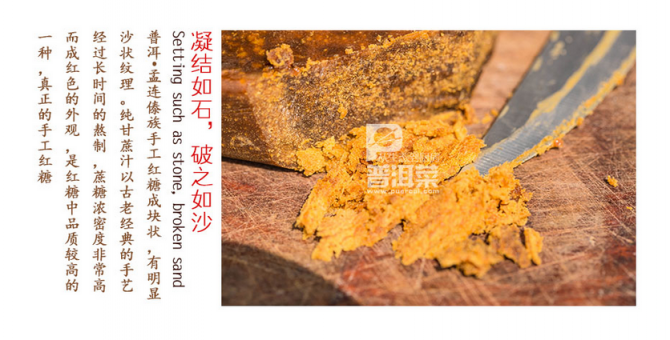 凝结如石，破之如沙
Setting such as stone, broken sand
普洱·孟连傣族手工红糖成块状，有明显
沙状纹理。纯甘蔗汁以古老经典的手艺
经过长时间的熬制，蔗糖浓密度非常高
而成红色的外观，是红糖中品质较高的
一种，真正的手工红糖
普洱菜